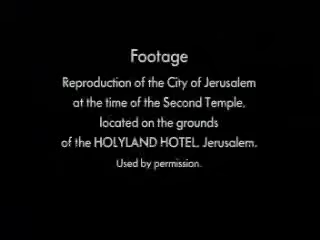 Footage
Reproduction of the City of Jerusalem
at the time of the Second Temple,
located on the grounds
of the HOLYLAND HOTEL, Jerusalem.
Used by permission.